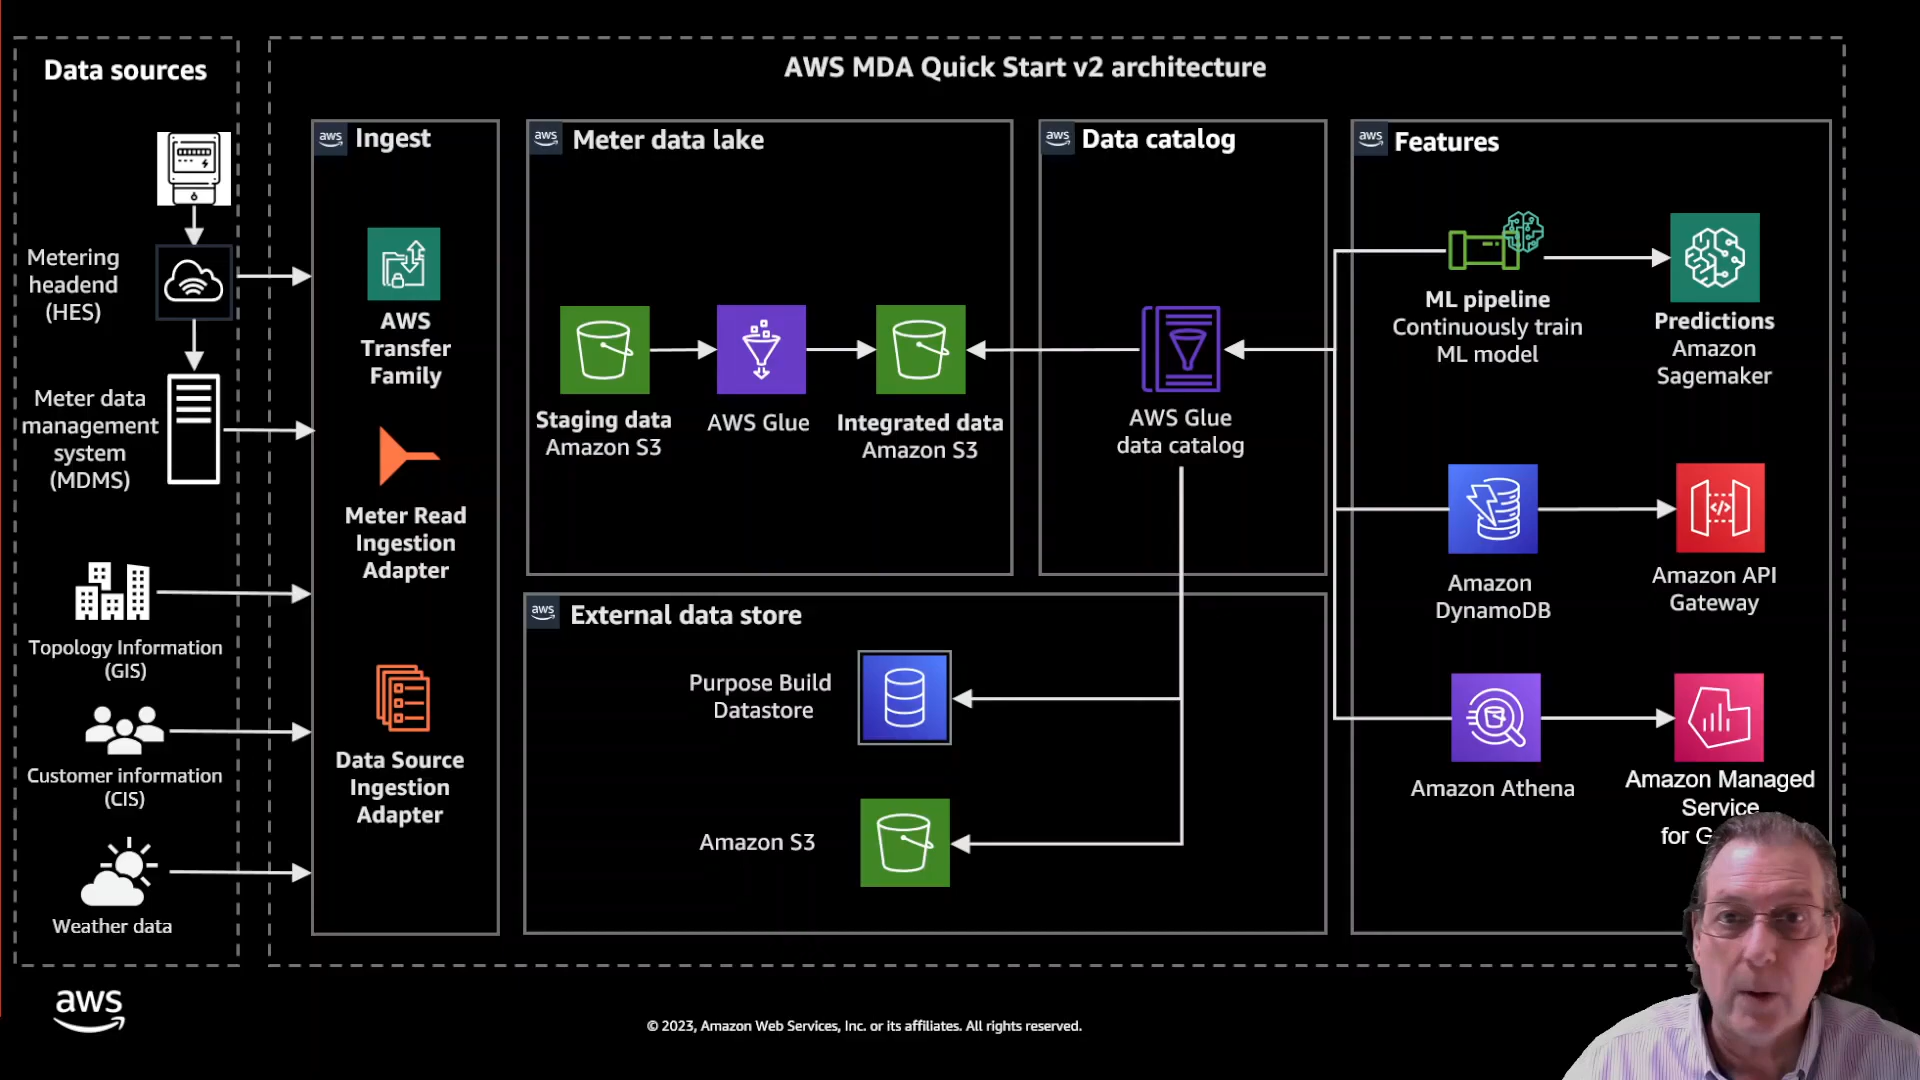 Data sources
AWS MDA Quick Start v2 architecture
Metering
headend
(HES)
Meter data
management
system
(MDMS)
Topology Information
(GIS)
Customer information
(CIS)
Weather data
aws
Ingest
AWS
Transfer
Family
Meter Read
Ingestion
Adapter
Data Source
Ingestion
Adapter
aws
Meter data lake
Staging data
Amazon S3
AWS Glue
Integrated data
Amazon S3
aws
Data catalog
AWS Glue
data catalog
aws
External data store
Purpose Build
Datastore
Amazon S3
aws
Features
ML pipeline
Continuously train
ML model
Predictions
Amazon
Sagemaker
Amazon
DynamoDB
Amazon API
Gateway
Amazon Athena
Amazon Managed
Service
for
aws
© 2023, Amazon Web Services, Inc. or its affiliates. All rights reserved.